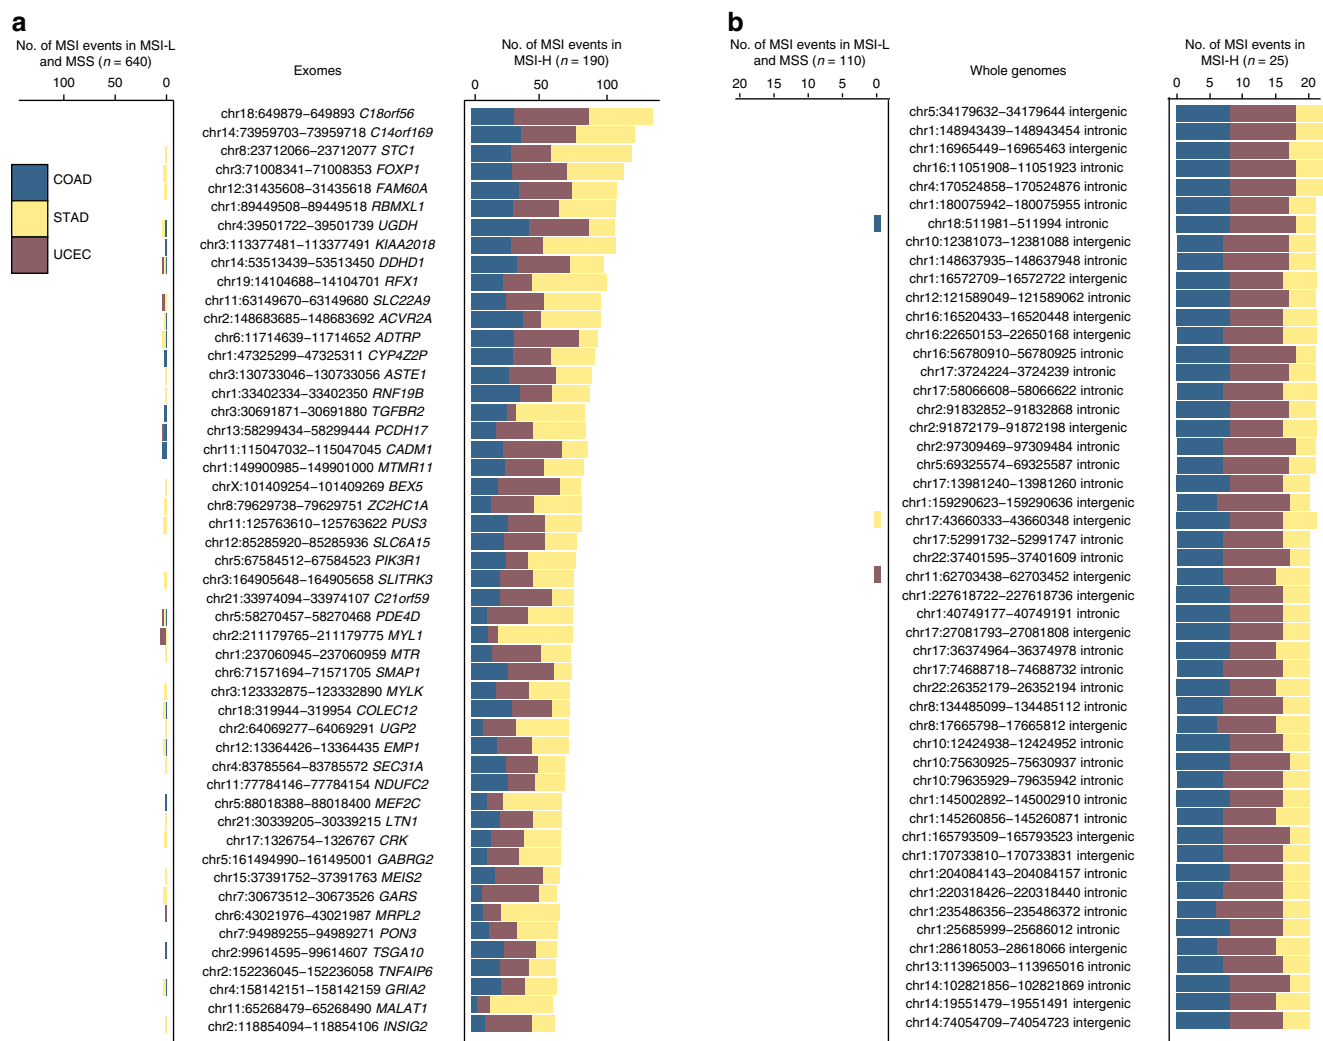 a
No. of MSI events in MSI-L
and MSS (n = 640)
100 50 0
Exomes
No. of MSI events in
MSI-H (n = 190)
0 50 100
COAD
STAD
UCEC
chr18:649879–649893 C18orf56
chr14:73959703–73959718 C14orf169
chr8:23712066–23712077 STC1
chr3:71008341–71008353 FOXP1
chr12:31435608–31435618 FAM60A
chr1:89449508–89449518 RBMXL1
chr4:39501722–39501739 UGDH
chr3:113377481–113377491 KIAA2018
chr14:53513439–53513450 DDHD1
chr19:14104688–14104701 RFX1
chr11:63149670–63149680 SLC22A9
chr2:148683685–148683692 ACVR2A
chr6:11714639–11714652 ADTRP
chr1:47325299–47325311 CYP4Z2P
chr3:130733046–130733056 ASTE1
chr1:33402334–33402350 RNF19B
chr3:30691871–30691880 TGFBR2
chr13:58299434–58299444 PCDH17
chr11:115047032–115047045 CADM1
chr1:149900985–149901000 MTMR11
chrX:101409254–101409269 BEX5
chr8:79629738–79629751 ZC2HC1A
chr11:125763610–125763622 PUS3
chr12:85285920–85285936 SLC6A15
chr5:67584512–67584523 PIK3R1
chr3:164905648–164905658 SLITRK3
chr21:33974094–33974107 C21orf59
chr5:58270457–58270468 PDE4D
chr2:211179765–211179775 MYL1
chr1:237060945–237060959 MTR
chr6:71571694–71571705 SMAP1
chr3:123332875–123332890 MYLK
chr18:319944–319954 COLEC12
chr2:64069277–64069291 UGP2
chr12:13364426–13364435 EMP1
chr4:83785564–83785572 SEC31A
chr11:77784146–77784154 NDUFC2
chr5:88018388–88018400 MEF2C
chr21:30339205–30339215 LTN1
chr17:1326754–1326767 CRK
chr5:161494990–161495001 GABRG2
chr15:37391752–37391763 MEIS2
chr7:30673512–30673526 GARS
chr6:43021976–43021987 MRPL2
chr7:94989255–94989271 PON3
chr2:99614595–99614607 TSGA10
chr2:152236045–152236058 TNFAIP6
chr4:158142151–158142159 GRIA2
chr11:65268479–65268490 MALAT1
chr2:118854094–118854106 INSIG2
b
No. of MSI events in MSI-L
and MSS (n = 110)
20 15 10 5 0
Whole genomes
No. of MSI events in
MSI-H (n = 25)
0 5 10 15 20
chr5:34179632–34179644 intergenic
chr1:148943439–148943454 intronic
chr1:16965449–16965463 intergenic
chr16:11051908–11051923 intronic
chr4:170524858–170524876 intronic
chr1:180075942–180075955 intronic
chr18:511981–511994 intronic
chr10:12381073–12381088 intergenic
chr1:148637935–148637948 intronic
chr1:16572709–16572722 intergenic
chr12:121589049–121589062 intronic
chr16:16520433–16520448 intergenic
chr16:22650153–22650168 intergenic
chr16:56780910–56780925 intronic
chr17:3724224–3724239 intronic
chr17:58066608–58066622 intronic
chr2:91832852–91832868 intronic
chr2:91872179–91872198 intergenic
chr2:97309469–97309484 intronic
chr5:69325574–69325587 intronic
chr17:13981240–13981260 intronic
chr1:159290623–159290636 intergenic
chr17:43660333–43660348 intergenic
chr17:52991732–52991747 intronic
chr22:37401595–37401609 intronic
chr11:62703438–62703452 intergenic
chr1:227618722–227618736 intergenic
chr1:40749177–40749191 intronic
chr17:27081793–27081808 intergenic
chr17:36374964–36374978 intronic
chr17:74688718–74688732 intronic
chr22:26352179–26352194 intronic
chr8:134485099–134485112 intronic
chr8:17665798–17665812 intergenic
chr10:12424938–12424952 intronic
chr10:75630925–75630937 intronic
chr10:79635929–79635942 intronic
chr1:145002892–145002910 intronic
chr1:145260856–145260871 intronic
chr1:165793509–165793523 intergenic
chr1:170733810–170733831 intergenic
chr1:204084143–204084157 intronic
chr1:220318426–220318440 intronic
chr1:235486356–235486372 intronic
chr1:25685999–25686012 intronic
chr1:28618053–28618066 intergenic
chr13:113965003–113965016 intronic
chr14:102821856–102821869 intronic
chr14:19551479–19551491 intergenic
chr14:74054709–74054723 intergenic